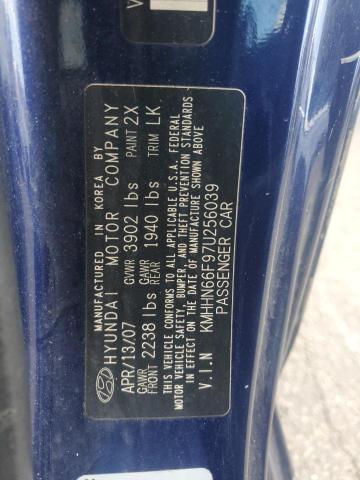 MANUFACTURED IN KOREA BY
HYUNDAI MOTOR COMPANY
APR/13/07 GVWR 3902 lbs PAINT 2X
GAWR FRONT 2238 lbs GAWR REAR 1940 lbs TRIM LK
THIS VEHICLE CONFORMS TO ALL APPLICABLE U.S.A. FEDERAL
MOTOR VEHICLE SAFETY, BUMPER, AND THEFT PREVENTION STANDARDS
IN EFFECT ON THE DATE OF MANUFACTURE SHOWN ABOVE
V.I.N KMHHN66F97U256039
PASSENGER CAR